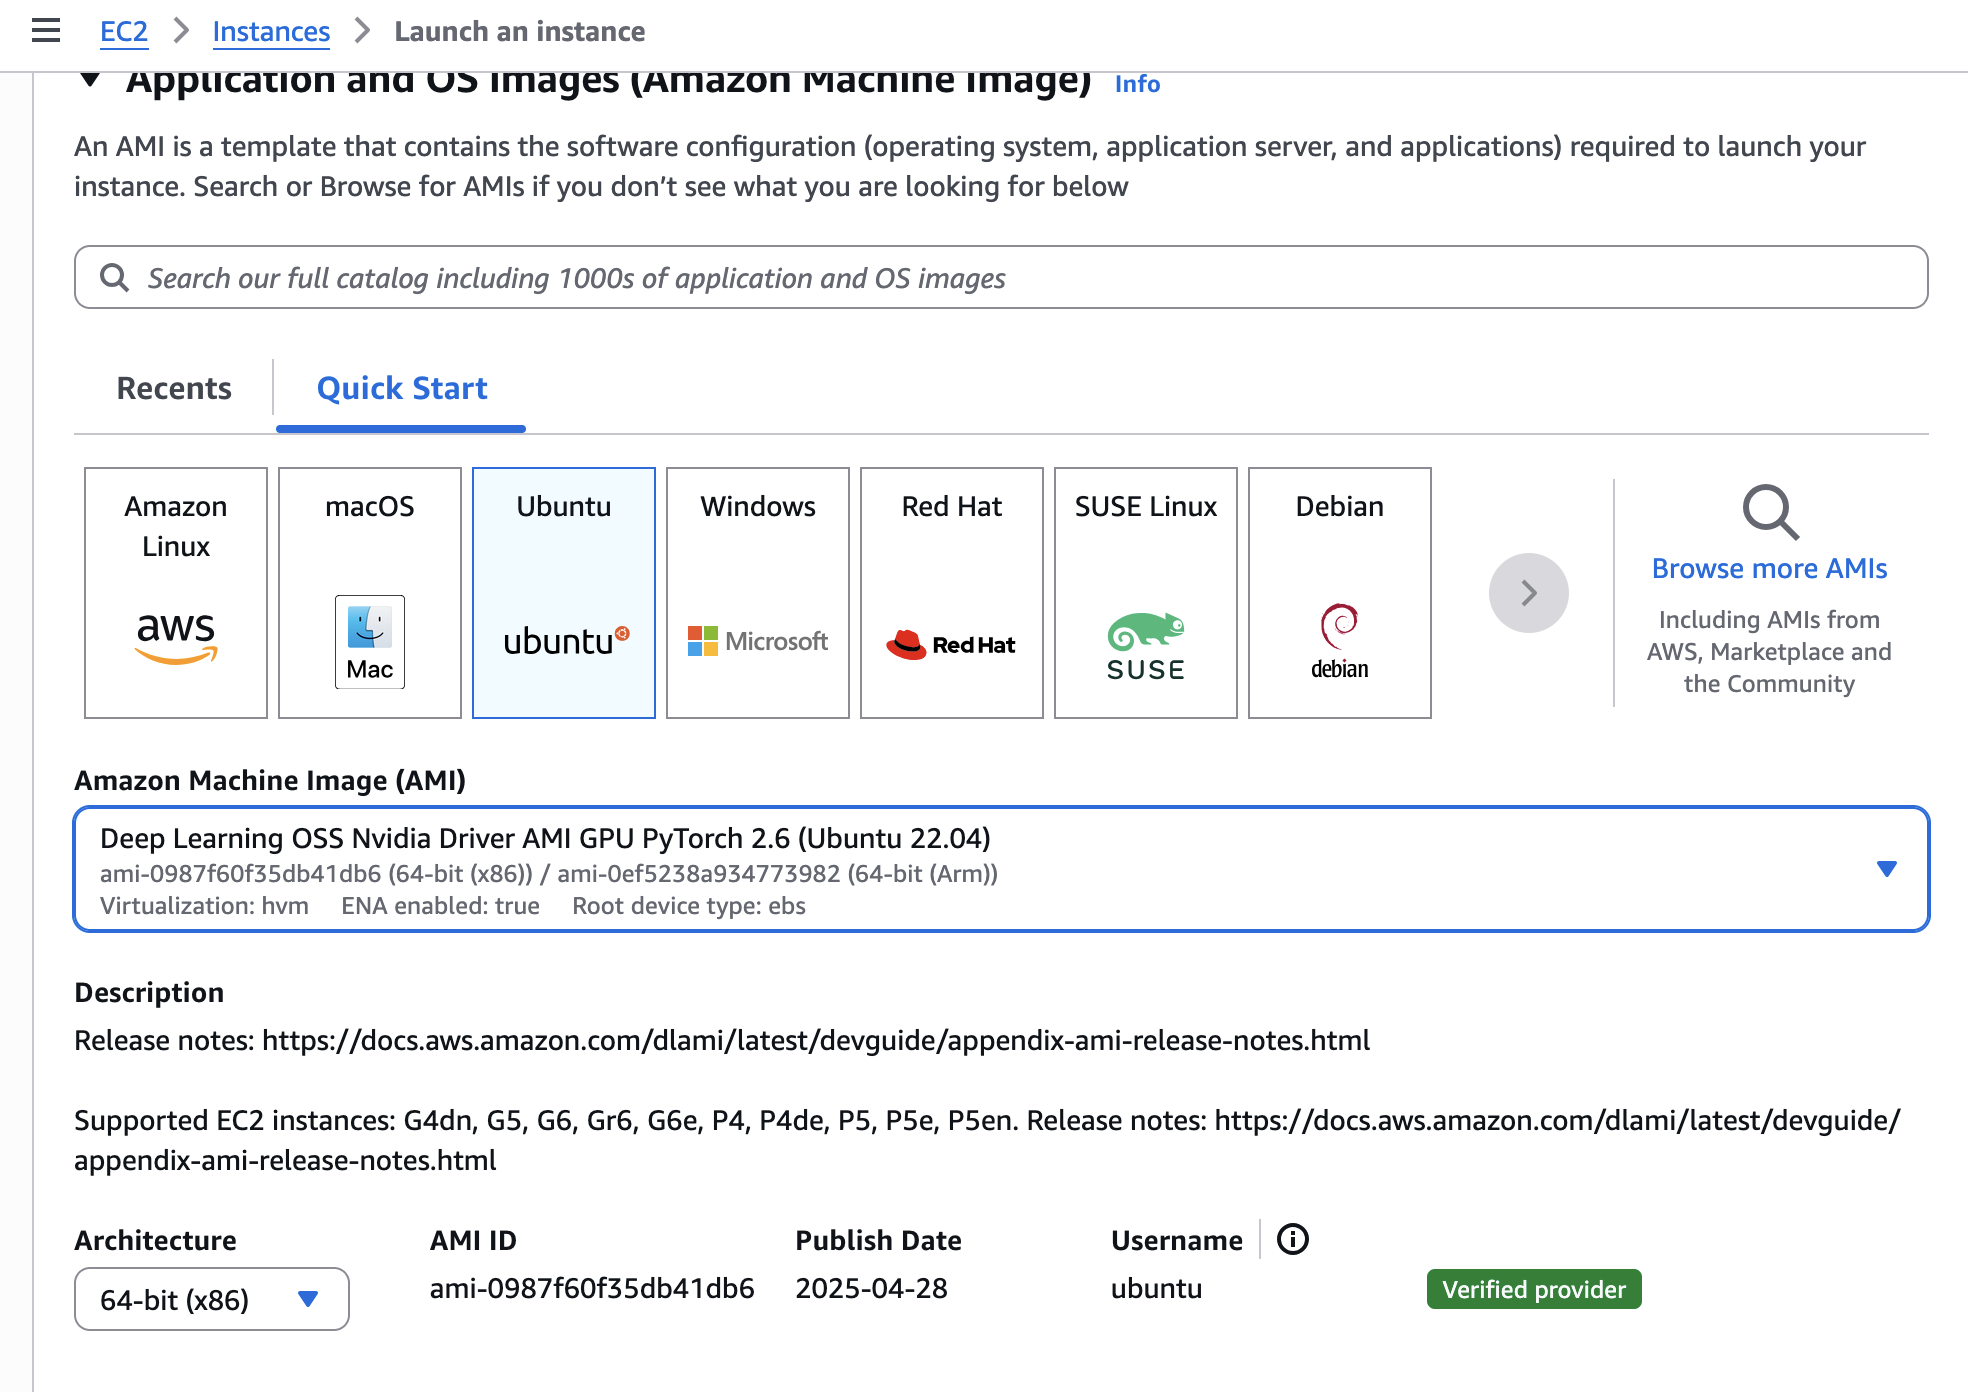 EC2 Instances Launch an instance
Application and OS Images (Amazon Machine Image) Info
An AMI is a template that contains the software configuration (operating system, application server, and applications) required to launch your
instance. Search or Browse for AMIs if you don’t see what you are looking for below
Search our full catalog including 1000s of application and OS images
Recents Quick Start
Amazon Linux
aws
macOS
Mac
Ubuntu
ubuntu
Windows
Microsoft
Red Hat
Red Hat
SUSE Linux
SUSE
Debian
debian
Browse more AMIs
Including AMIs from
AWS, Marketplace and
the Community
Amazon Machine Image (AMI)
Deep Learning OSS Nvidia Driver AMI GPU PyTorch 2.6 (Ubuntu 22.04)
ami-0987f60f35db41db6 (64-bit (x86)) / ami-0ef5238a934773982 (64-bit (Arm))
Virtualization: hvm ENA enabled: true Root device type: ebs
Description
Release notes: https://docs.aws.amazon.com/dlami/latest/devguide/appendix-ami-release-notes.html
Supported EC2 instances: G4dn, G5, G6, Gr6, G6e, P4, P4de, P5, P5e, P5en. Release notes: https://docs.aws.amazon.com/dlami/latest/devguide/
appendix-ami-release-notes.html
Architecture
64-bit (x86)
AMI ID
ami-0987f60f35db41db6
Publish Date
2025-04-28
Username
ubuntu
Verified provider